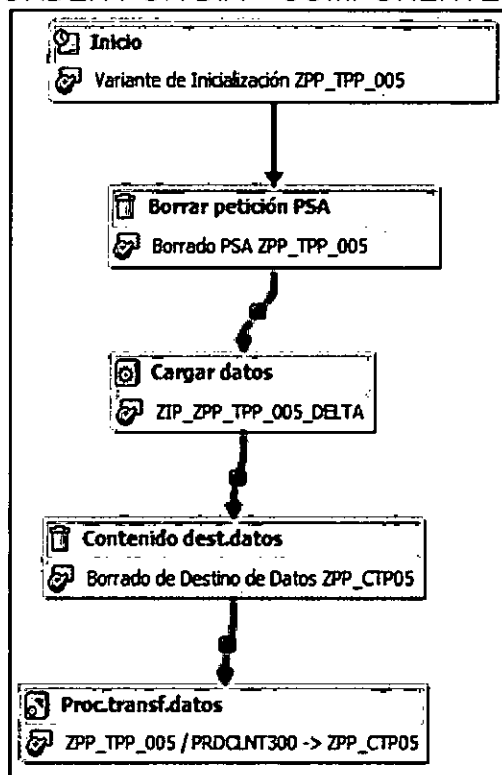 Inicio
Variante de Inicialización ZPP_TPP_005
Borrar petición PSA
Borrado PSA ZPP_TPP_005
Cargar datos
ZIP_ZPP_TPP_005_DELTA
Contenido dest.datos
Borrado de Destino de Datos ZPP_CTP05
Proc.transf.datos
ZPP_TPP_005 / PRDCLNT300 -> ZPP_CTP05